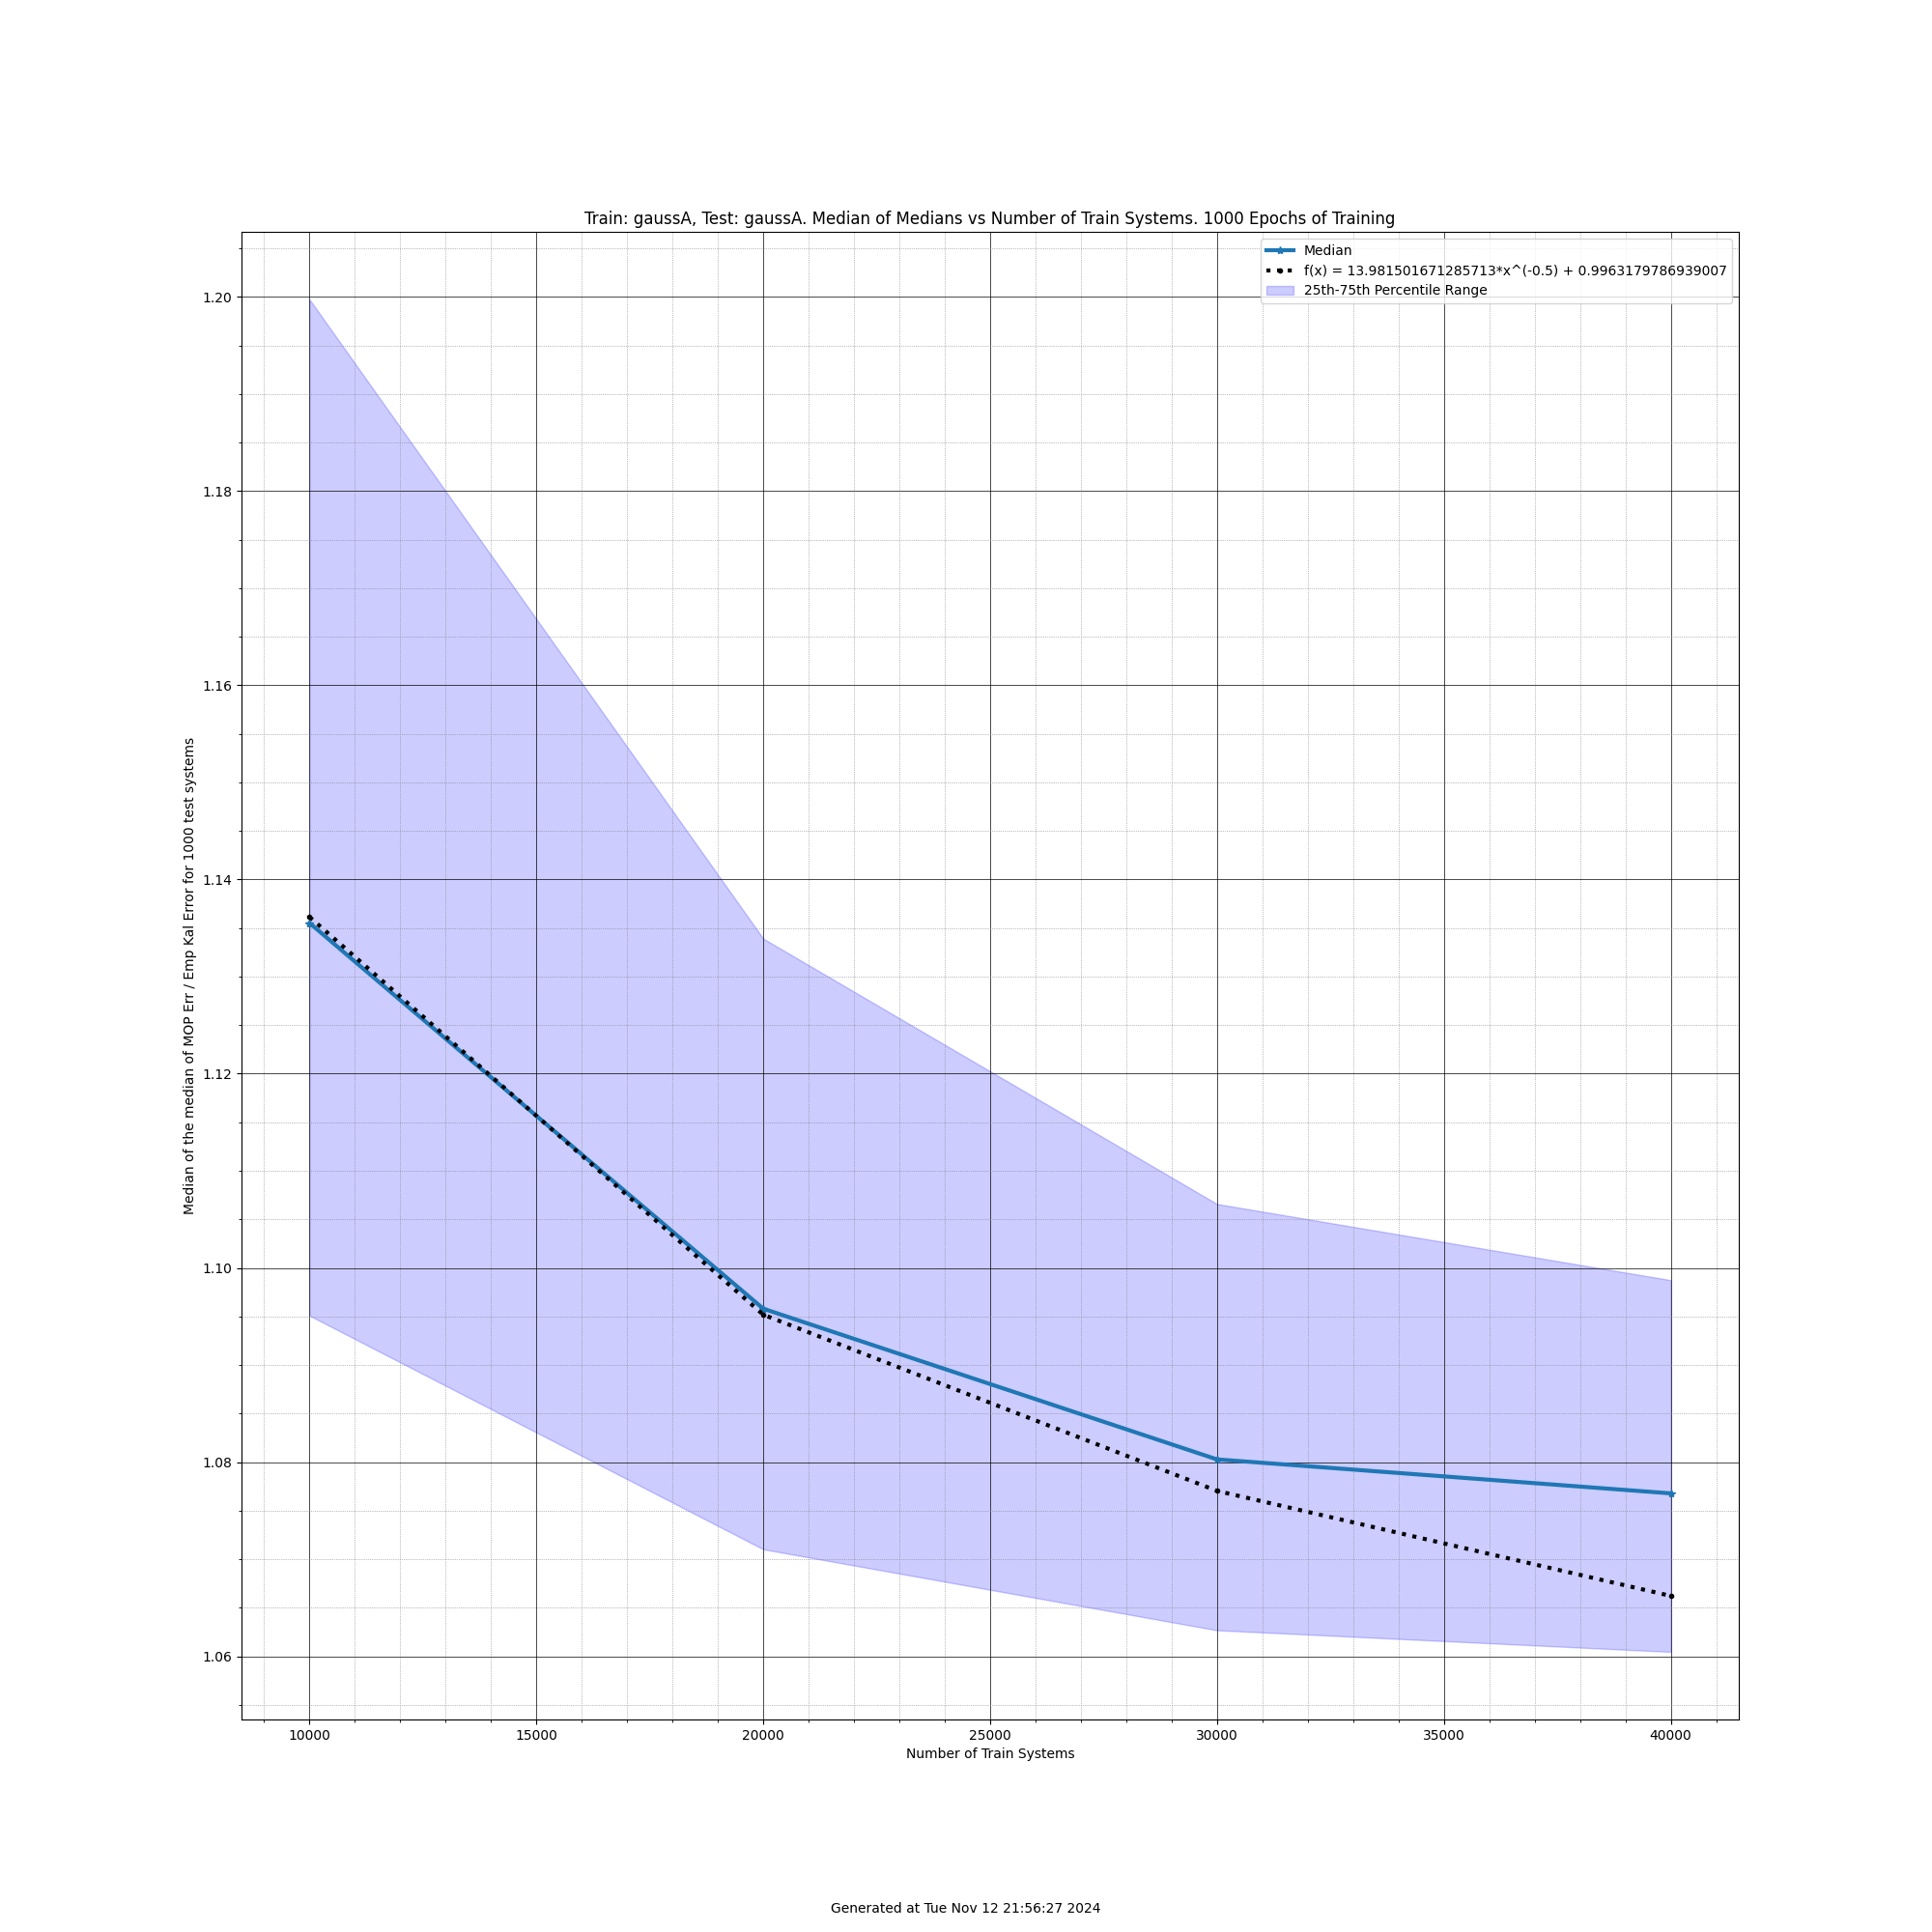 Train: gaussA, Test: gaussA. Median of Medians vs Number of Train Systems. 1000 Epochs of Training
Median
f(x) = 13.981501671285713*x^(-0.5) + 0.9963179786939007
25th-75th Percentile Range
1.20
1.18
1.16
1.14
1.12
1.10
1.08
1.06
Median of the median of MOP Err / Emp Kal Error for 1000 test systems
10000
15000
20000
25000
30000
35000
40000
Number of Train Systems
Generated at Tue Nov 12 21:56:27 2024